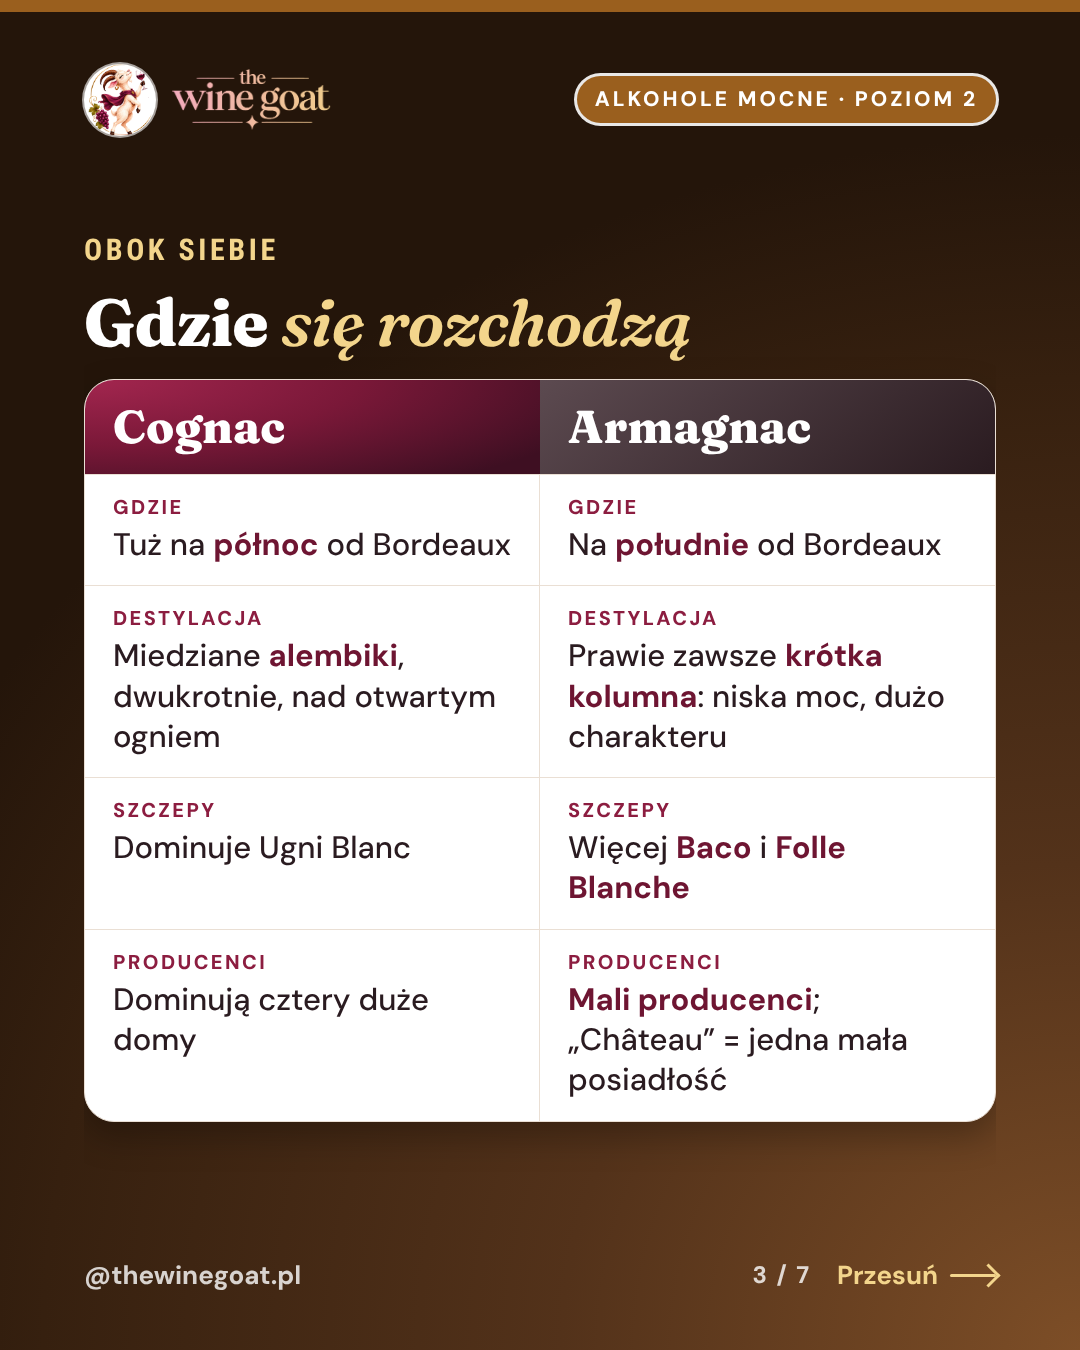 the
wine goat
ALKOHOLE MOCNE · POZIOM 2
OBOK SIEBIE
Gdzie się rozchodzą
Cognac
Armagnac
GDZIE
Tuż na północ od Bordeaux
GDZIE
Na południe od Bordeaux
DESTYLACJA
Miedziane alembiki,
dwukrotnie, nad otwartym
ogniem
DESTYLACJA
Prawie zawsze krótka
kolumna: niska moc, dużo
charakteru
SZCZEPY
Dominuje Ugni Blanc
SZCZEPY
Więcej Baco i Folle
Blanche
PRODUCENCI
Dominują cztery duże
domy
PRODUCENCI
Mali producenci;
„Château” = jedna mała
posiadłość
@thewinegoat.pl
3 / 7
Przesuń